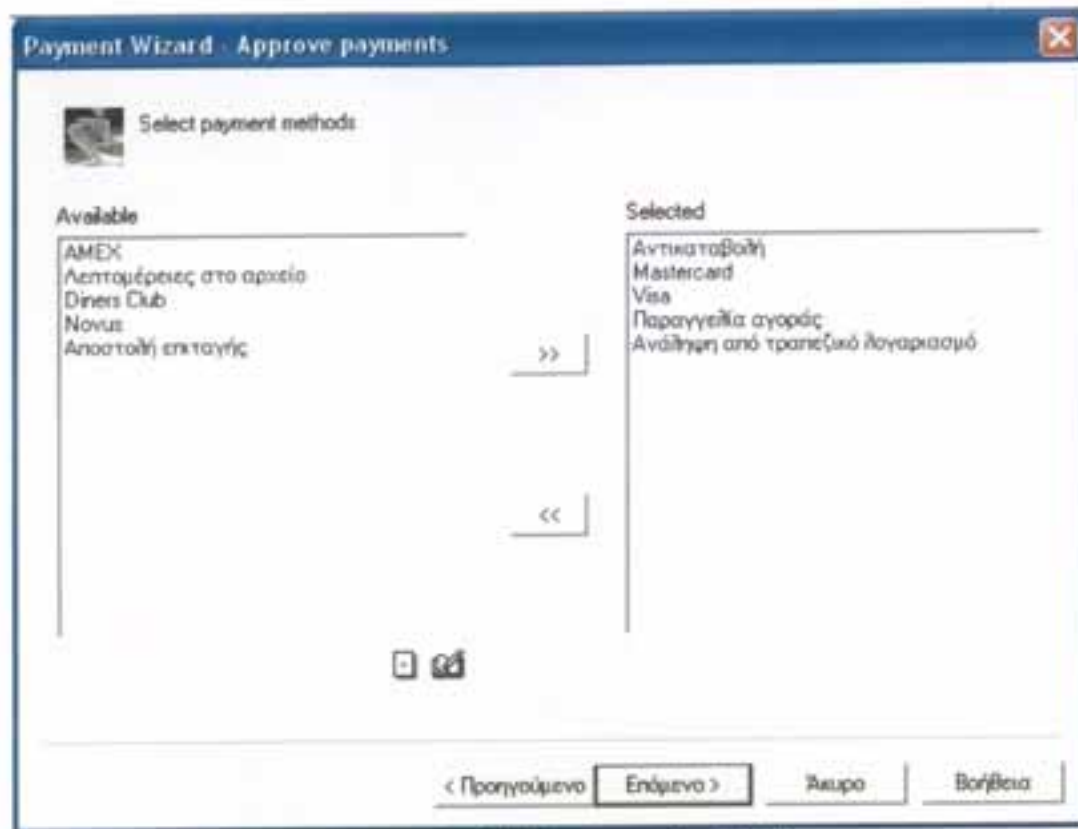 Payment Wizard - Approve payments
Select payment methods
Available
AMEX
Λεπτομέρειες στο αρχείο
Diners Club
Novus
Αποστολή επιταγής
>>
<<
Selected
Αντικαταβολή
Mastercard
Visa
Παραγγελία αγοράς
Ανάληψη από τραπεζικό λογαριασμό
< Προηγούμενο
Επόμενο >
Άκυρο
Βοήθεια